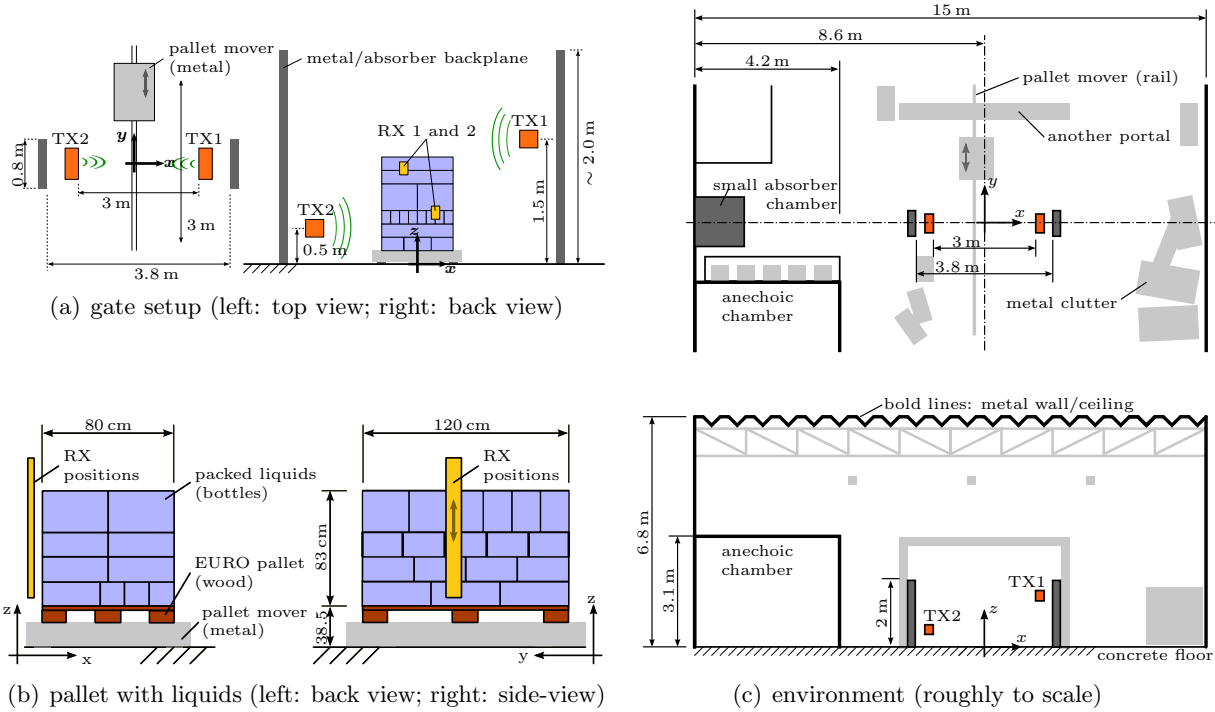 pallet mover
(metal)
metal/absorber backplane
TX2
TX1
y
x
0.8 m
3 m
3 m
3.8 m
RX 1 and 2
TX1
TX2
0.5 m
1.5 m
∼ 2.0 m
z
x
(a) gate setup (left: top view; right: back view)
80 cm
RX
positions
packed liquids
(bottles)
EURO pallet
(wood)
pallet mover
(metal)
z
x
120 cm
RX
positions
83 cm
38.5
z
y
(b) pallet with liquids (left: back view; right: side-view)
15 m
8.6 m
4.2 m
pallet mover (rail)
another portal
small absorber
chamber
y
x
3 m
3.8 m
anechoic
chamber
metal clutter
bold lines: metal wall/ceiling
6.8 m
3.1 m
anechoic
chamber
2 m
TX1
TX2
z
x
concrete floor
(c) environment (roughly to scale)